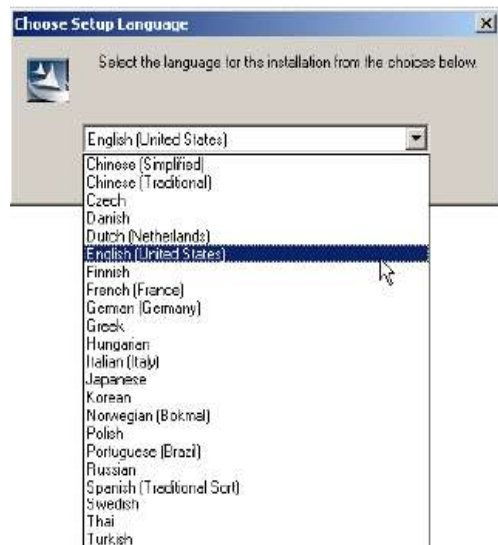 Choose Setup Language
Select the language for the installation from the choices below.
English (United States)
Chinese (Simplified)
Chinese (Traditional)
Czech
Danish
Dutch (Netherlands)
English (United States)
Finnish
French (France)
German (Germany)
Greek
Hungarian
Italian (Italy)
Japanese
Korean
Norwegian (Bokmal)
Polish
Portuguese (Brazil)
Russian
Spanish (Traditional Sort)
Swedish
Thai
Turkish